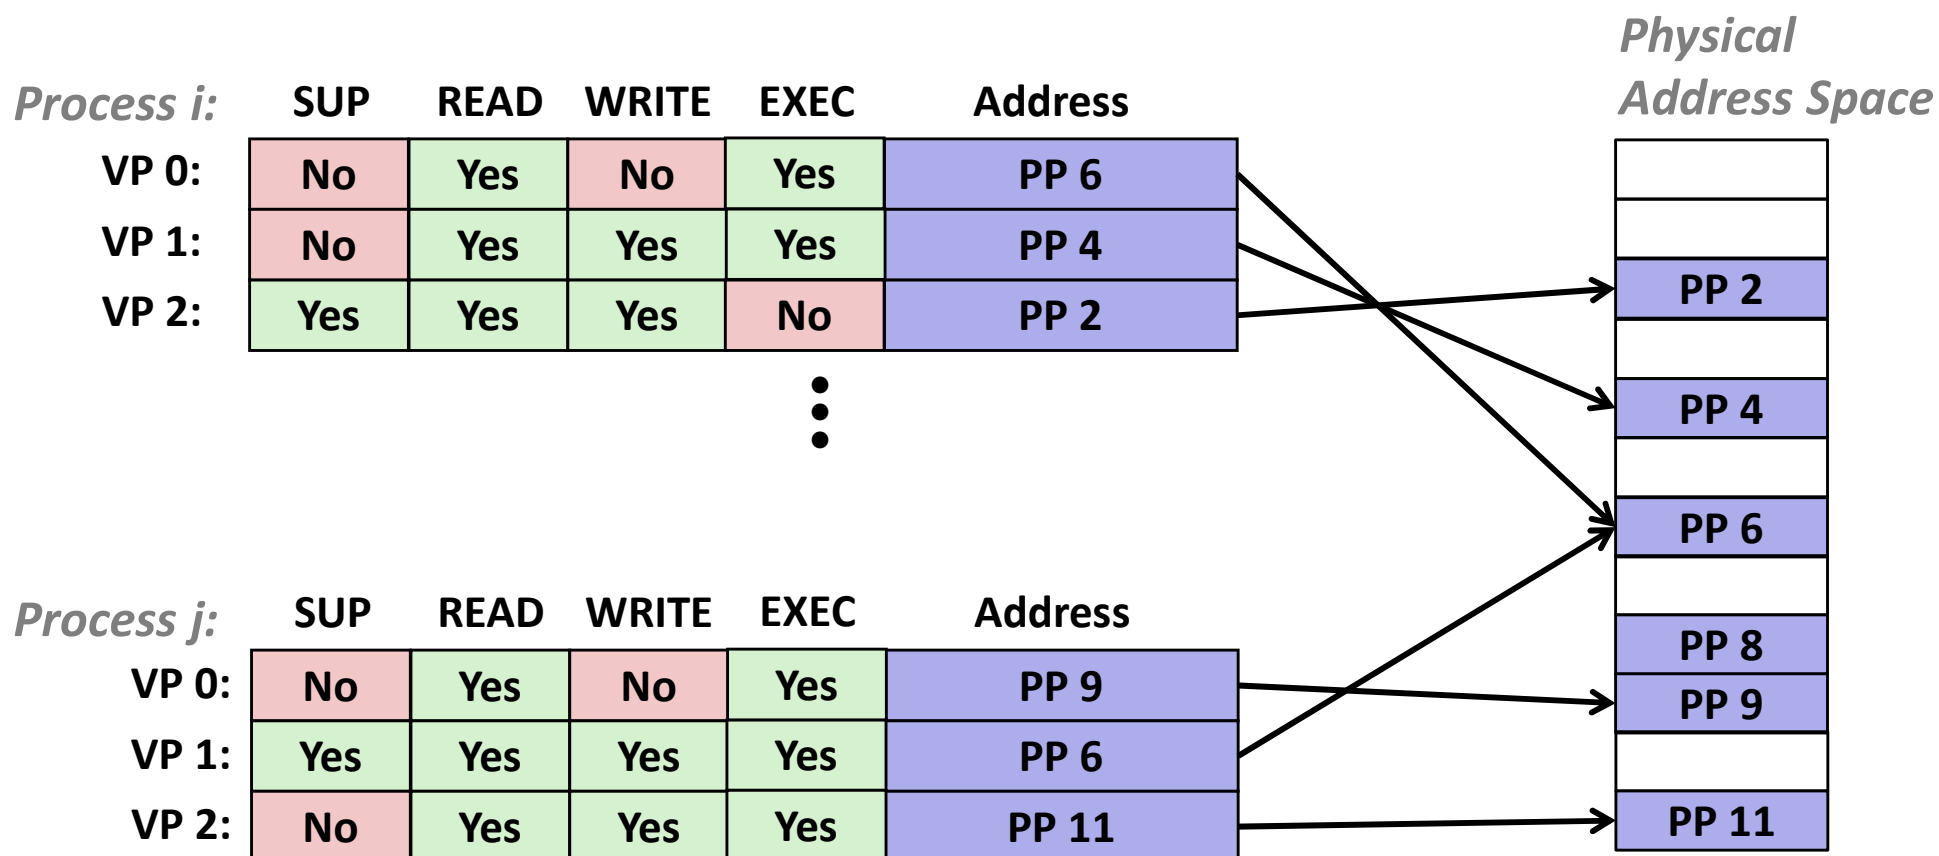 Physical
Address Space
Process i: SUP READ WRITE EXEC Address
VP 0: No Yes No Yes PP 6
VP 1: No Yes Yes Yes PP 4
VP 2: Yes Yes Yes No PP 2
PP 2
PP 4
PP 6
PP 8
PP 9
PP 11
Process j: SUP READ WRITE EXEC Address
VP 0: No Yes No Yes PP 9
VP 1: Yes Yes Yes Yes PP 6
VP 2: No Yes Yes Yes PP 11